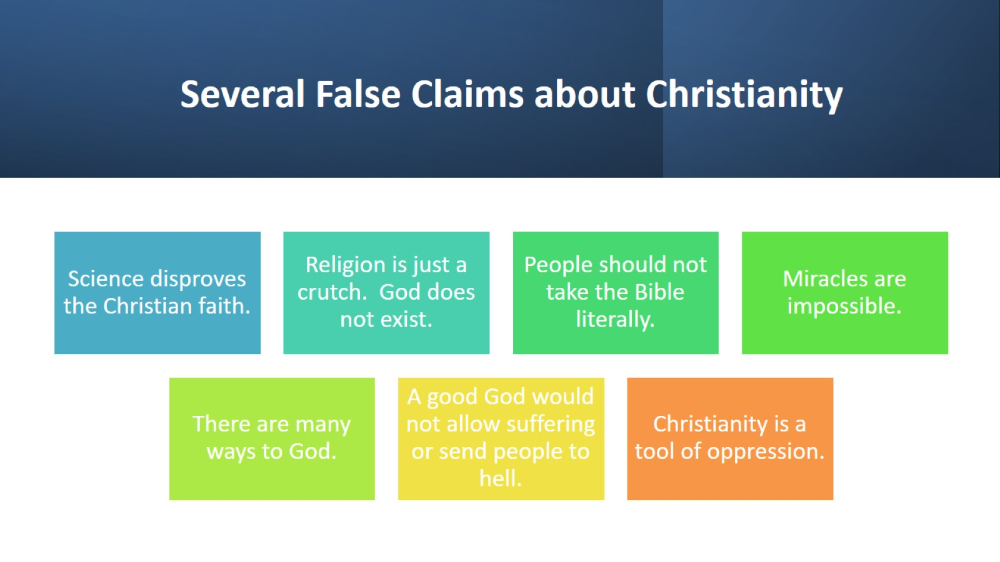 Several False Claims about Christianity
Science disproves
the Christian faith.
Religion is just a
crutch.  God does
not exist.
People should not
take the Bible
literally.
Miracles are
impossible.
There are many
ways to God.
A good God would
not allow suffering
or send people to
hell.
Christianity is a
tool of oppression.